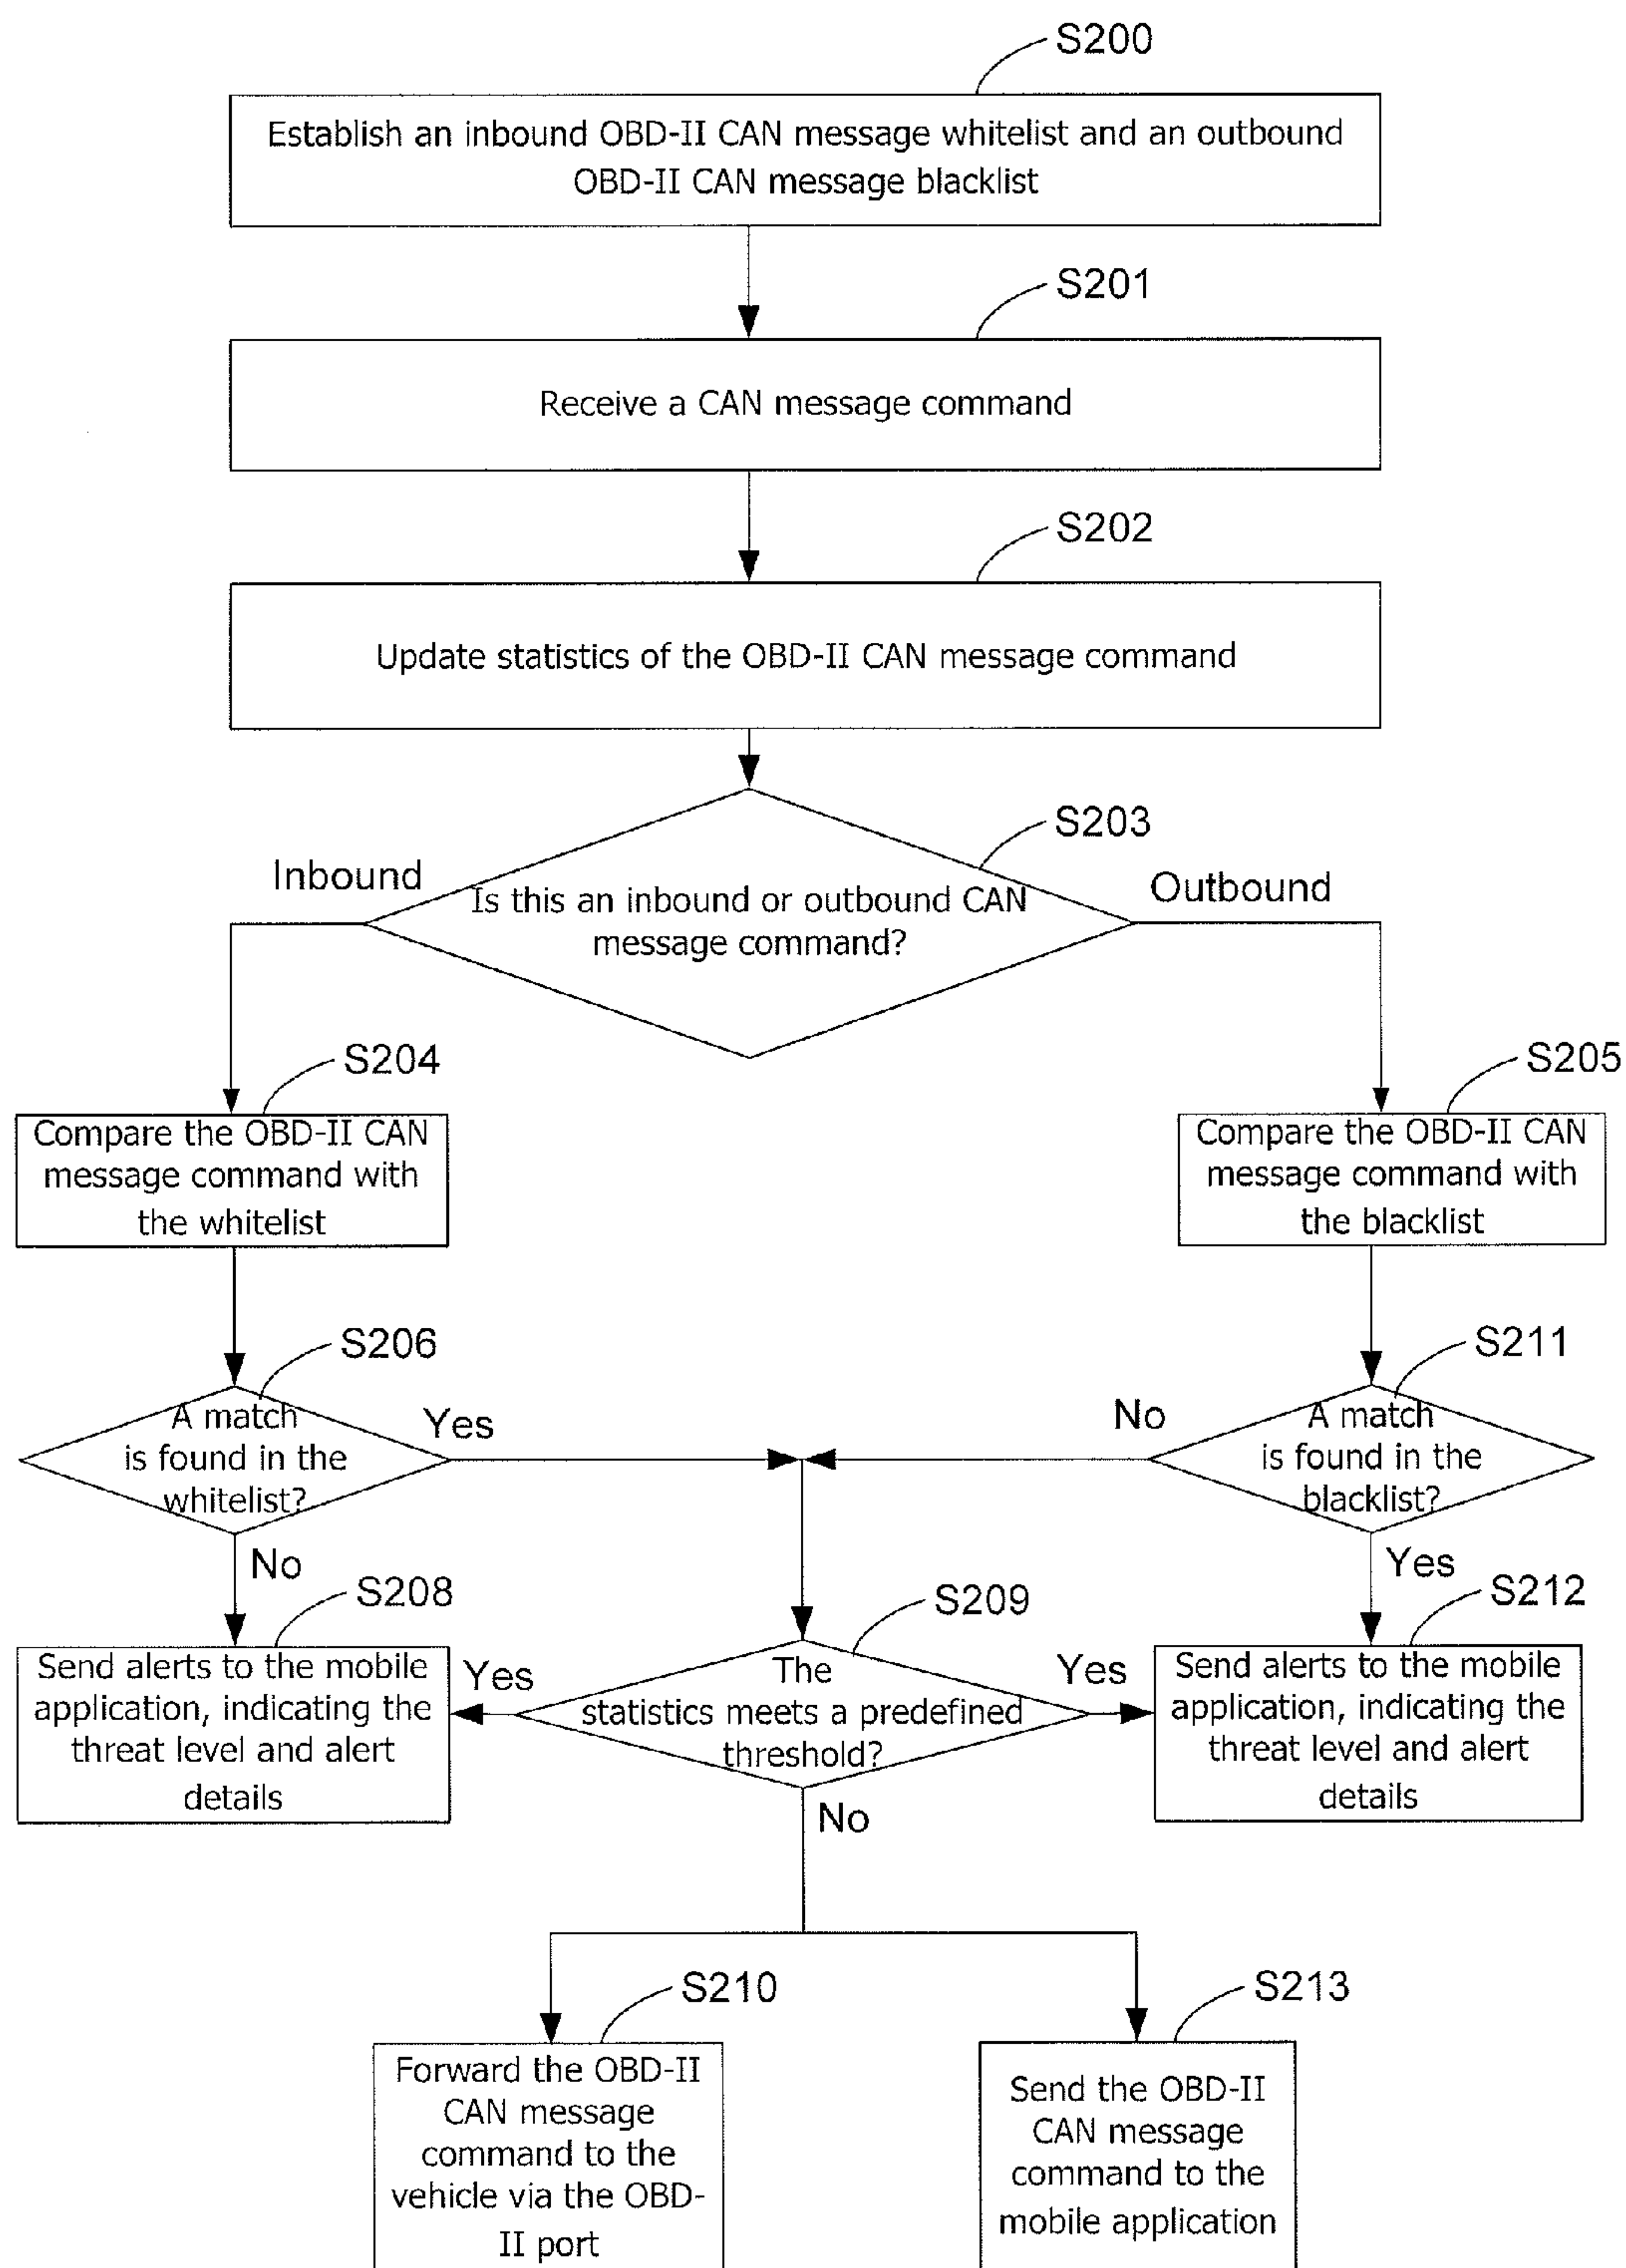 S200
Establish an inbound OBD-II CAN message whitelist and an outbound
OBD-II CAN message blacklist
S201
Receive a CAN message command
S202
Update statistics of the OBD-II CAN message command
S203
Inbound
Is this an inbound or outbound CAN
message command?
Outbound
S204
Compare the OBD-II CAN
message command with
the whitelist
S205
Compare the OBD-II CAN
message command with
the blacklist
S206
A match
is found in the
whitelist?
Yes
No
S211
A match
is found in the
blacklist?
No
Yes
S208
Send alerts to the mobile
application, indicating the
threat level and alert
details
S209
Yes
The
statistics meets a predefined
threshold?
Yes
No
S212
Send alerts to the mobile
application, indicating the
threat level and alert
details
S210
Forward the OBD-II
CAN message
command to the
vehicle via the OBD-
II port
S213
Send the OBD-II
CAN message
command to the
mobile application